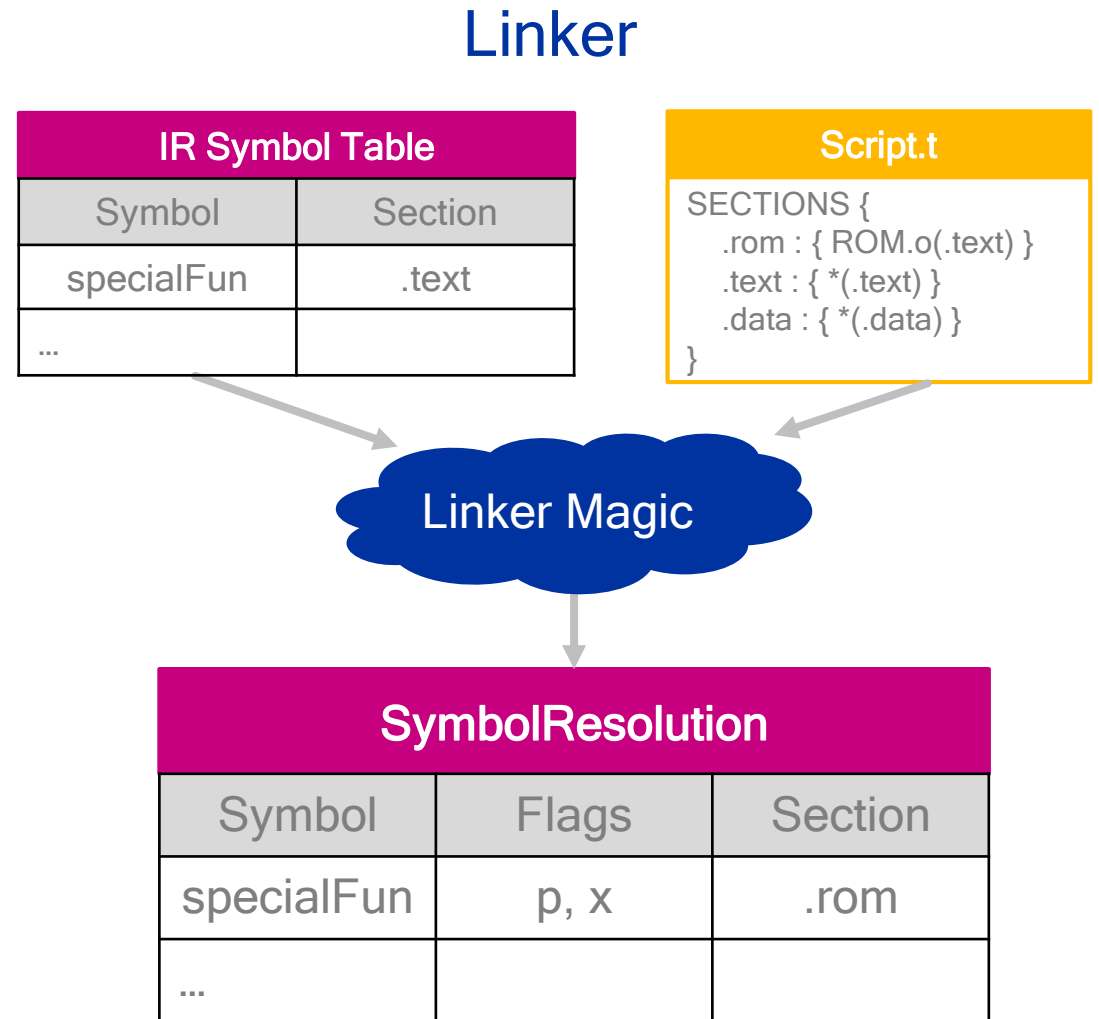 Linker
IR Symbol Table
Symbol Section
specialFun .text
...
Script.t
SECTIONS {
.rom : { ROM.o(.text) }
.text : { *(.text) }
.data : { *(.data) }
}
Linker Magic
SymbolResolution
Symbol Flags Section
specialFun p, x .rom
...